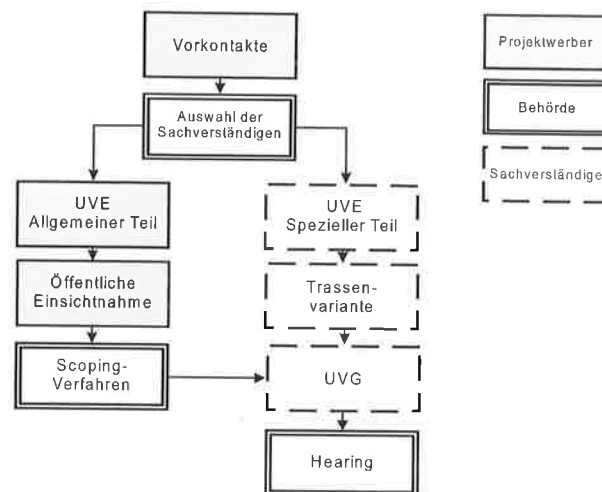 Vorkontakte
Auswahl der
Sachverständigen
UVE
Allgemeiner Teil
Öffentliche
Einsichtnahme
Scoping-
Verfahren
UVE
Spezieller Teil
Trassen-
variante
UVG
Hearing
Projektwerber
Behörde
Sachverständige